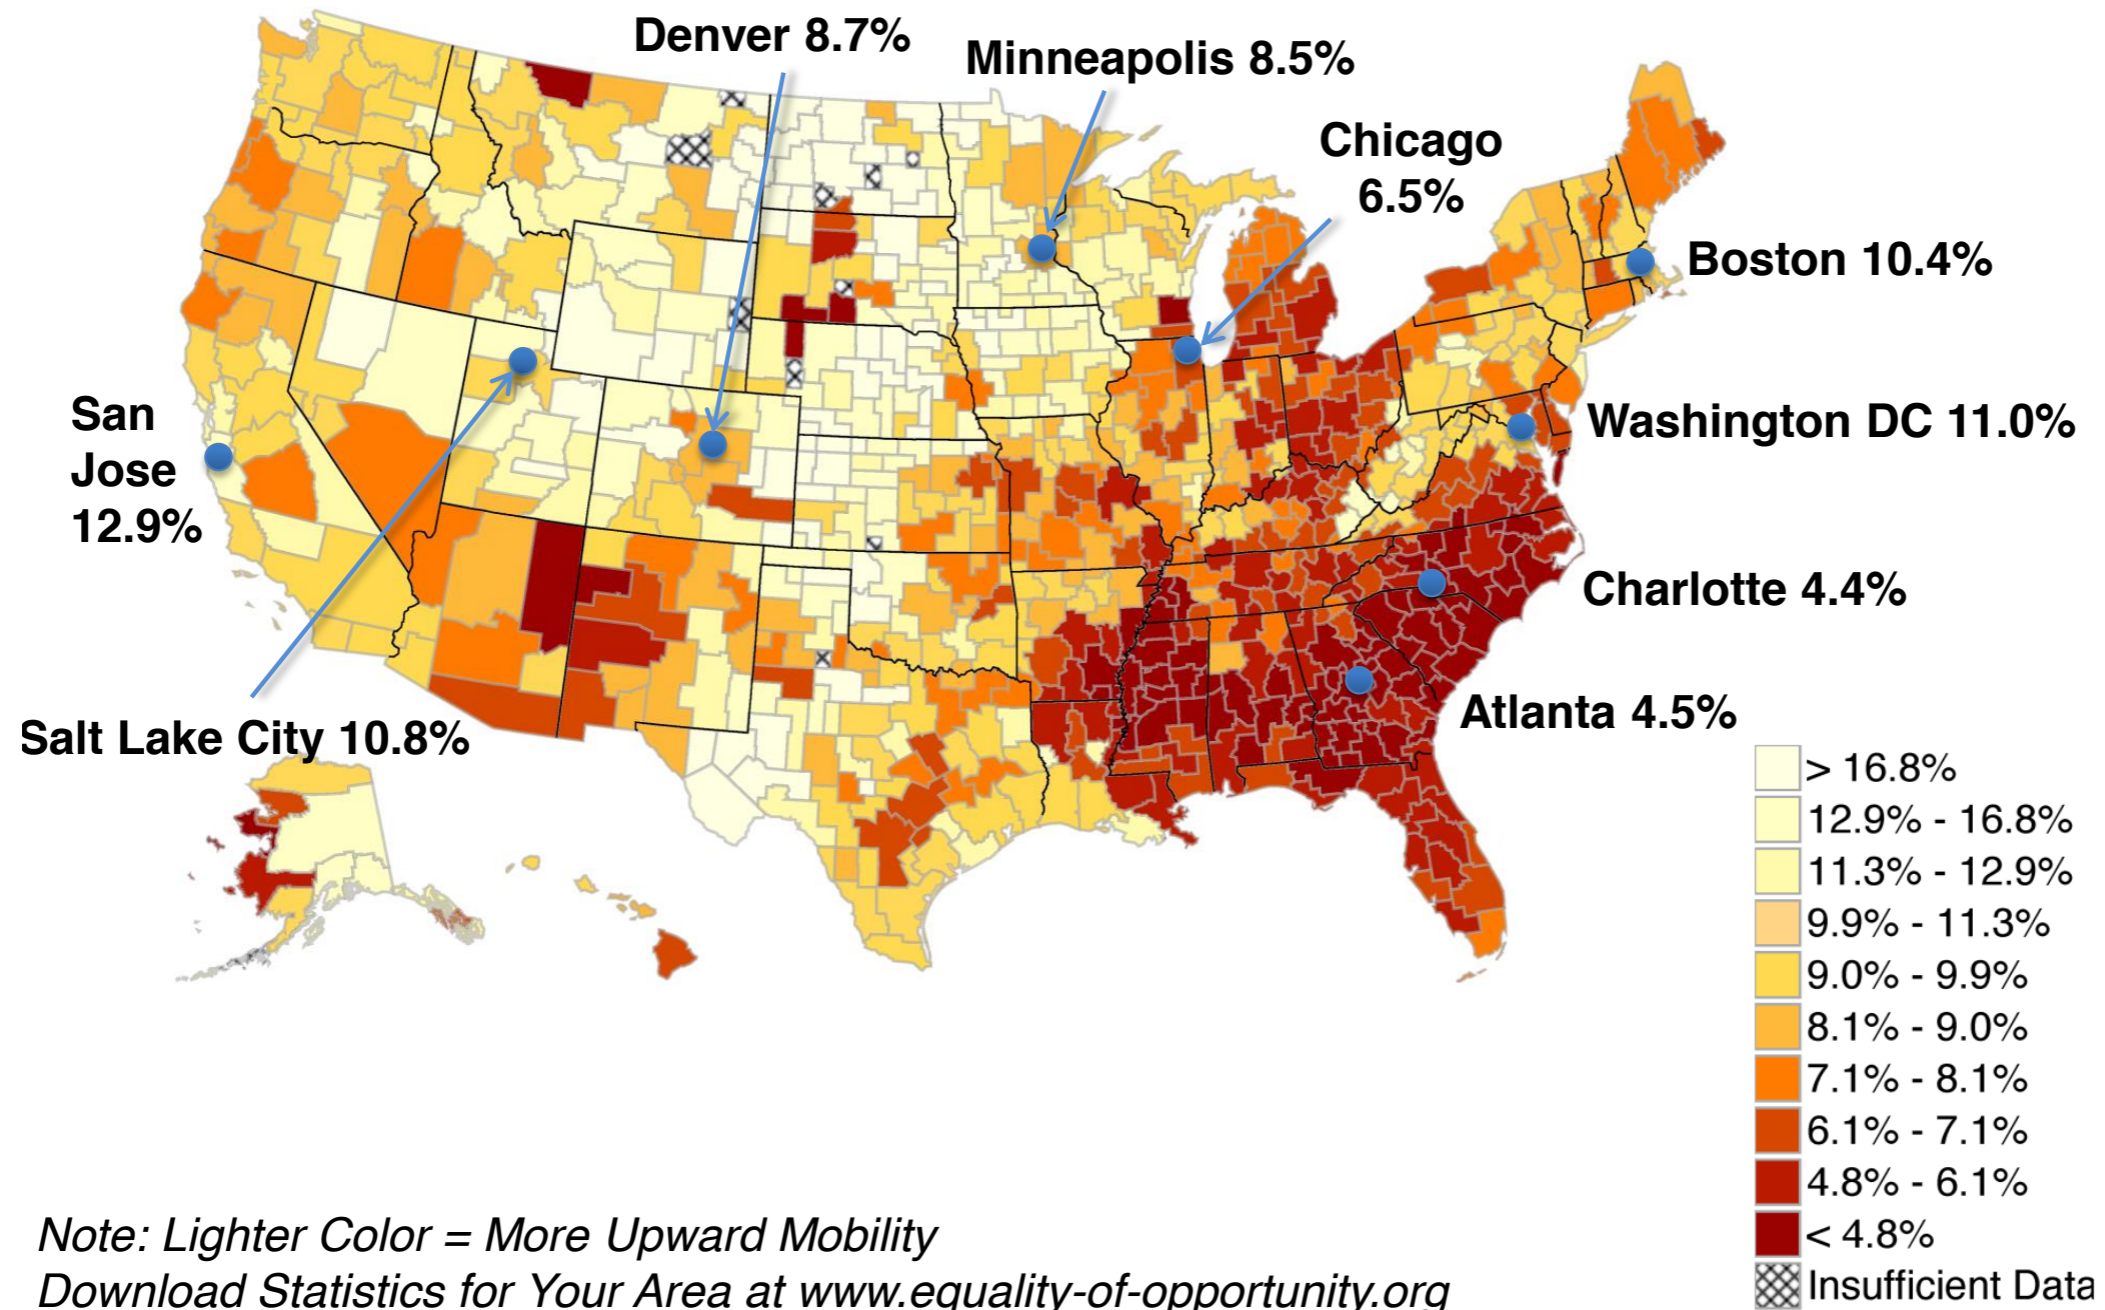 Denver 8.7%
Minneapolis 8.5%
Chicago
6.5%
Boston 10.4%
San
Jose
12.9%
Washington DC 11.0%
Charlotte 4.4%
Atlanta 4.5%
Salt Lake City 10.8%
> 16.8%
12.9% - 16.8%
11.3% - 12.9%
9.9% - 11.3%
9.0% - 9.9%
8.1% - 9.0%
7.1% - 8.1%
6.1% - 7.1%
4.8% - 6.1%
< 4.8%
Insufficient Data
Note: Lighter Color = More Upward Mobility
Download Statistics for Your Area at www.equality-of-opportunity.org